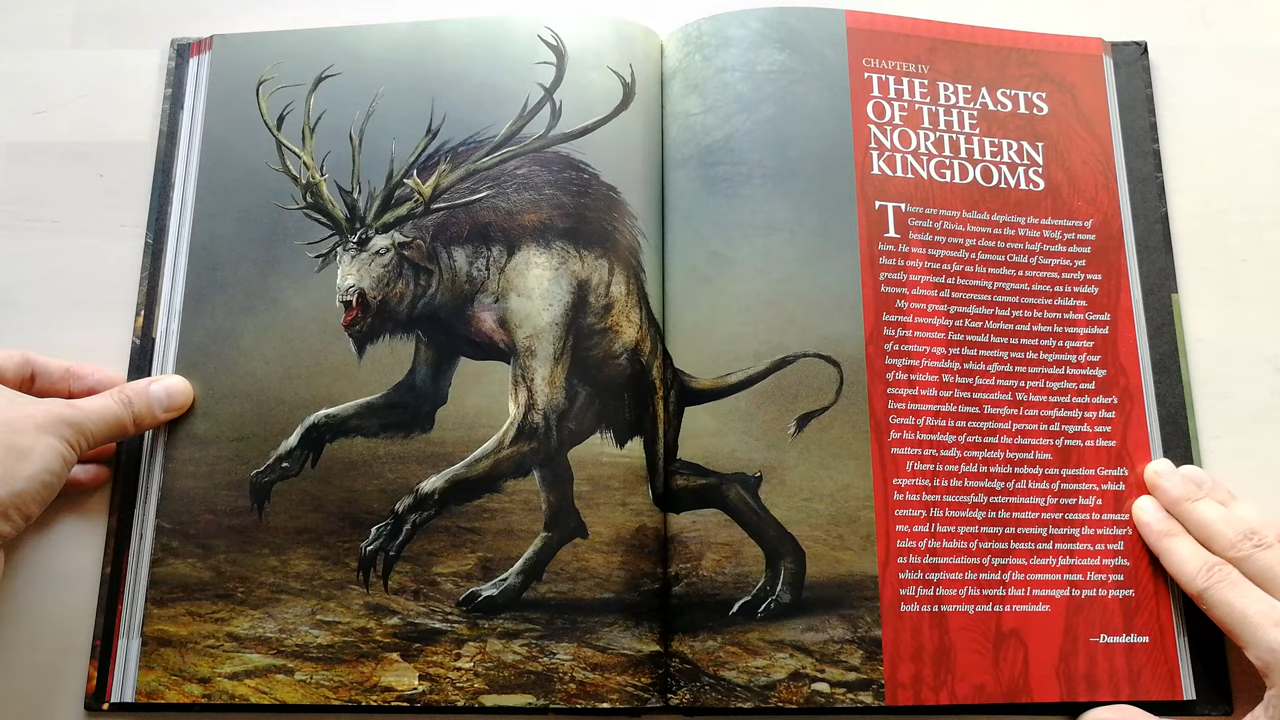 CHAPTER IV
THE BEASTS
OF THE
NORTHERN
KINGDOMS
There are many ballads depicting the adventures of
Geralt of Rivia, known as the White Wolf, yet none
beside my own get close to even half-truths about
him. He was supposedly a famous Child of Surprise, yet
that is only true as far as his mother, a sorceress, surely was
greatly surprised at becoming pregnant, since, as is widely
known, almost all sorceresses cannot conceive children.
My own great-grandfather had yet to be born when Geralt
learned swordplay at Kaer Morhen and when he vanquished
his first monster. Fate would have us meet only a quarter
of a century ago, yet that meeting was the beginning of our
longtime friendship, which affords me unrivaled knowledge
of the witcher. We have faced many a peril together, and
escaped with our lives unscathed. We have saved each other's
lives innumerable times. Therefore I can confidently say that
Geralt of Rivia is an exceptional person in all regards, save
for his knowledge of arts and the characters of men, as these
matters are, sadly, completely beyond him.
If there is one field in which nobody can question Geralt's
expertise, it is the knowledge of all kinds of monsters, which
he has been successfully exterminating for over half a
century. His knowledge in the matter never ceases to amaze
me, and I have spent many an evening hearing the witcher's
tales of the habits of various beasts and monsters, as well
as his denunciations of spurious, clearly fabricated myths,
which captivate the mind of the common man. Here you
will find those of his words that I managed to put to paper,
both as a warning and as a reminder.
—Dandelion